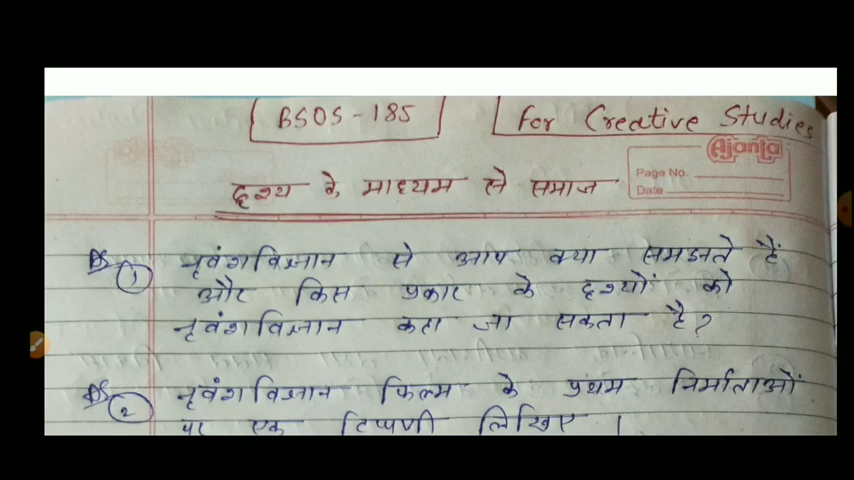 BSOS-185
For Creative Studies
Ajanta
Page No.
Date
दृश्य के माध्यम से समाज
1 नृवंशविज्ञान से आप क्या समझते हैं
और किस प्रकार के दृश्यों को
नृवंशविज्ञान कहा जा सकता है?
2 नृवंशविज्ञान फिल्म के प्रथम निर्माताओं
पर एक टिप्पणी लिखिए ।